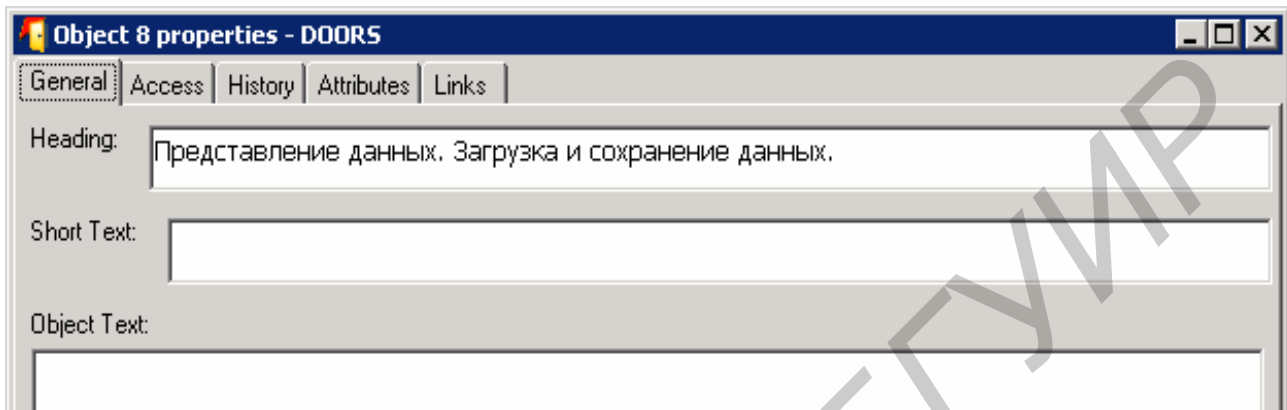 Object 8 properties - DOORS
General Access History Attributes Links
Heading: Представление данных. Загрузка и сохранение данных.
Short Text:
Object Text:
ГУИР